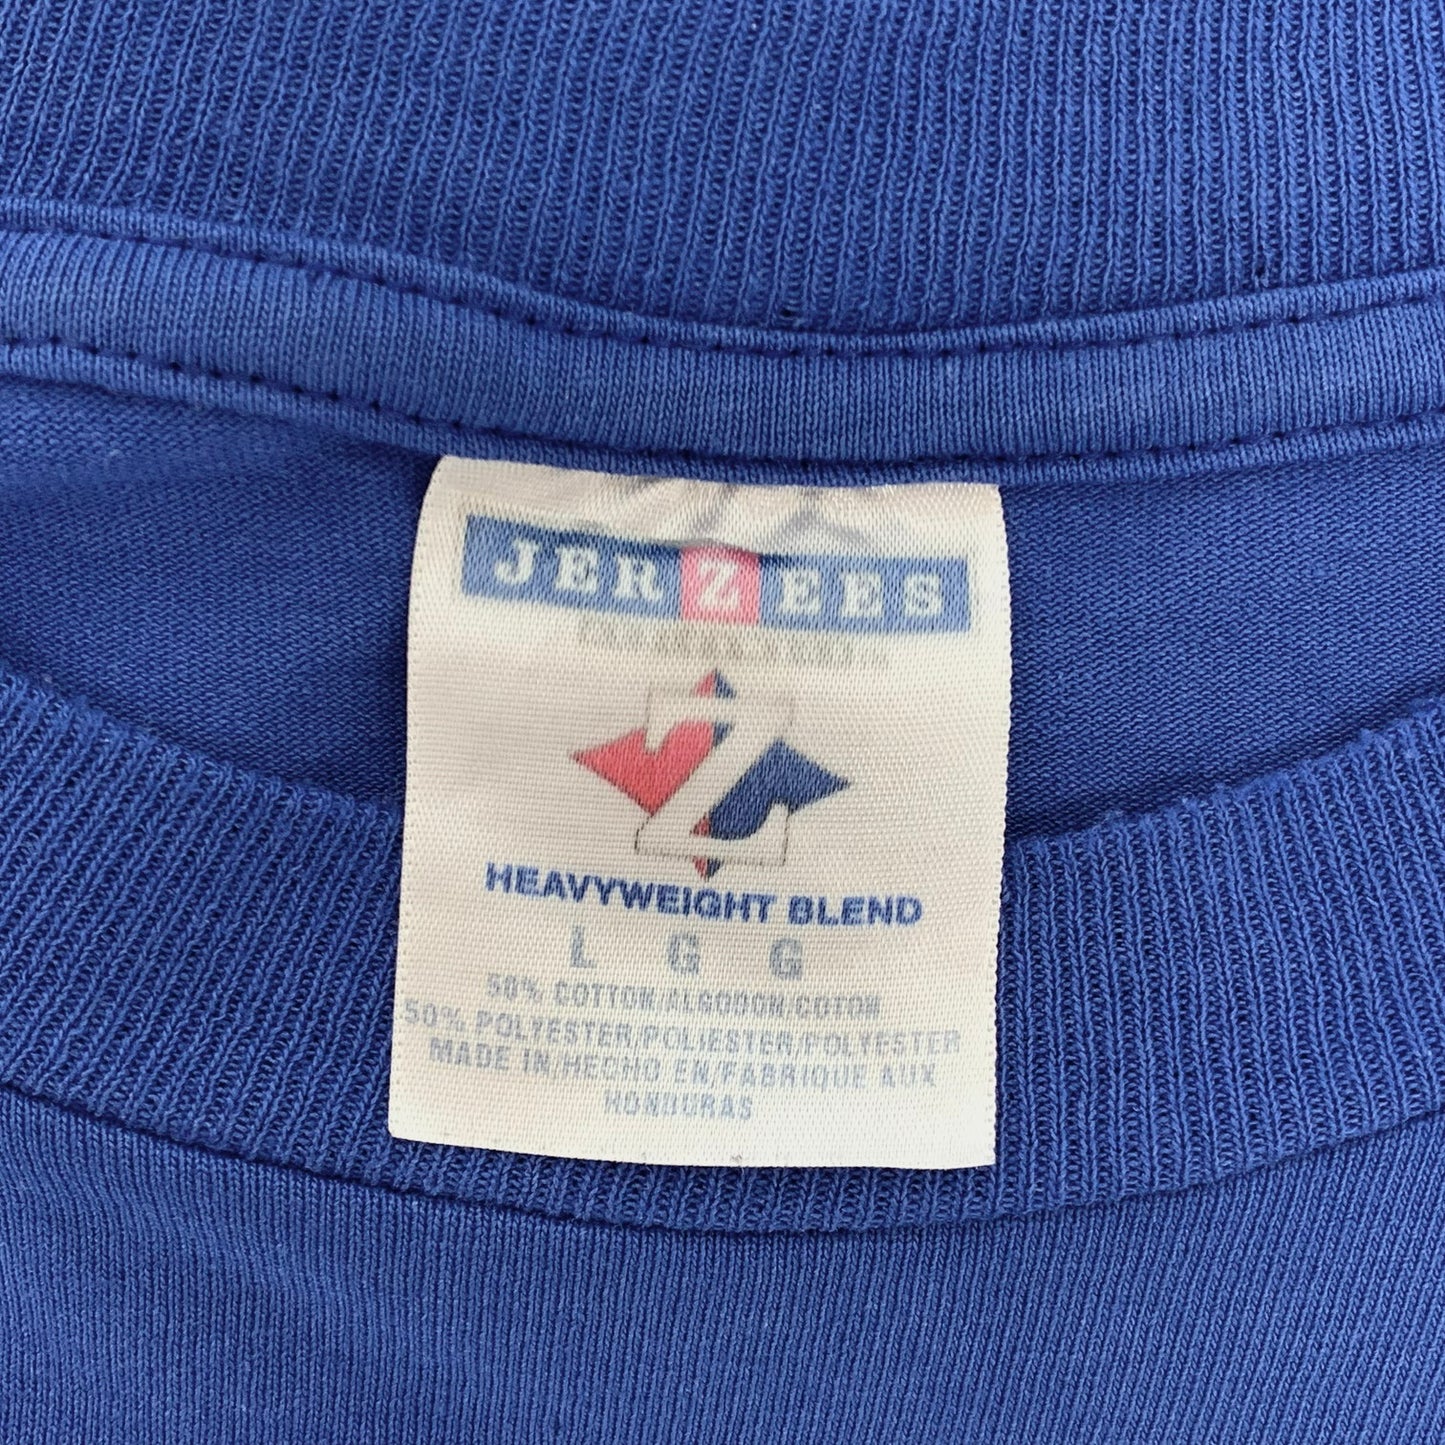 JERZEES
Z
HEAVYWEIGHT BLEND
L G G
50% COTTON/ALGODON/COTON
50% POLYESTER/POLIESTER/POLYESTER
MADE IN/HECHO EN/FABRIQUE AUX
HONDURAS